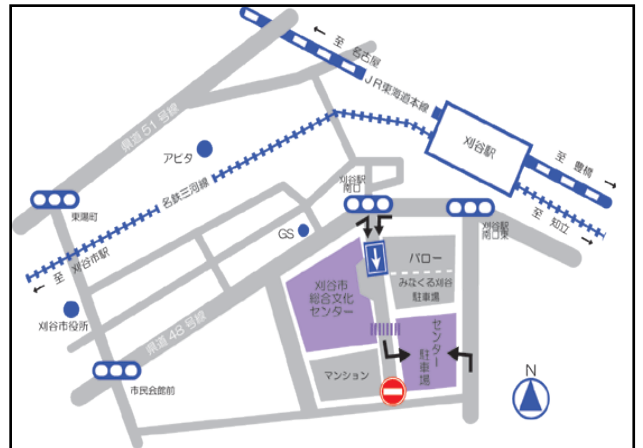 ← 至 名古屋
JR東海道本線
県道51号線
アピタ
刈谷駅
至 豊橋 →
名鉄三河線
刈谷駅
南口
東陽町
刈谷駅
南口東
至 知立 →
GS
← 至 刈谷市駅
バロー
みなくる刈谷
駐車場
刈谷市
総合文化
センター
刈谷市役所
県道48号線
センター
駐車場
マンション
市民会館前
N